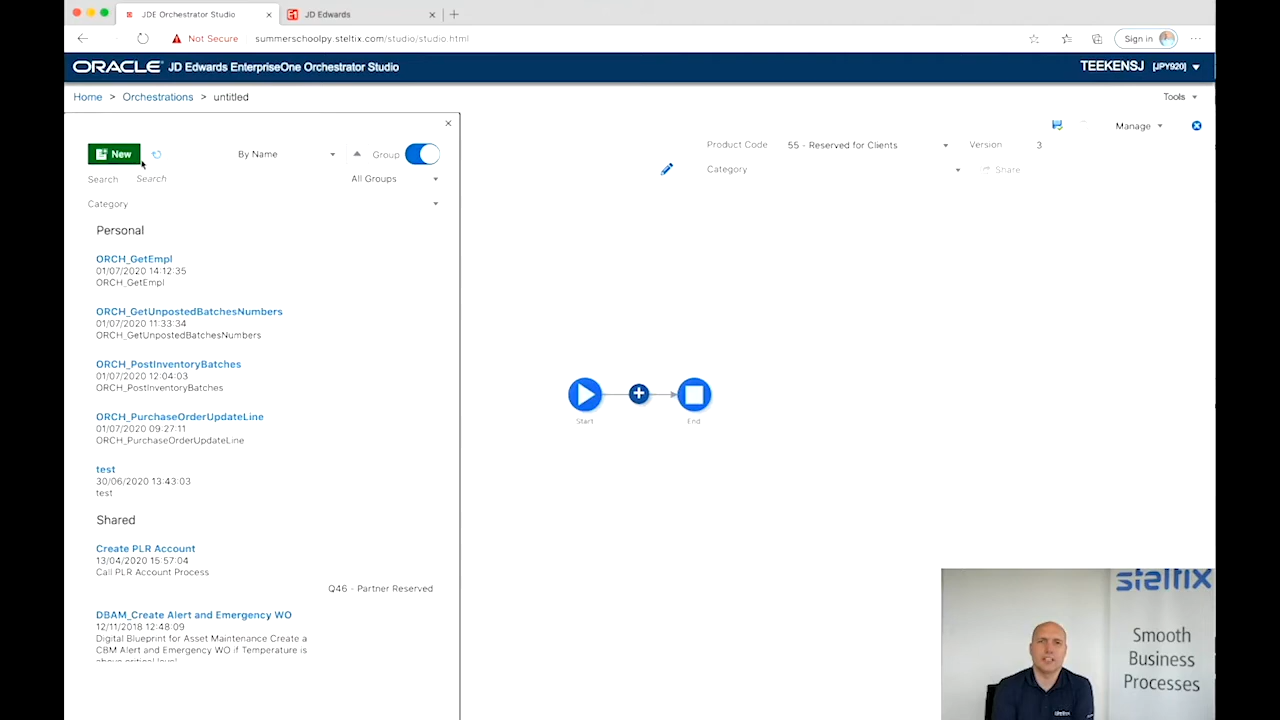 JDE Orchestrator Studio
JD Edwards
Not Secure
summerschoolpy.steltix.com/studio/studio.html
Sign in
ORACLE JD Edwards EnterpriseOne Orchestrator Studio
TEEKENSJ [JPY920]
Home > Orchestrations > untitled
Tools
Manage
New
By Name
Group
Product Code
55 - Reserved for Clients
Version
3
Search
Search
All Groups
Category
Share
Category
Personal
ORCH_GetEmpl
01/07/2020 14:12:35
ORCH_GetEmpl
ORCH_GetUnpostedBatchesNumbers
01/07/2020 11:33:34
ORCH_GetUnpostedBatchesNumbers
ORCH_PostInventoryBatches
01/07/2020 12:04:03
ORCH_PostInventoryBatches
ORCH_PurchaseOrderUpdateLine
01/07/2020 09:27:11
ORCH_PurchaseOrderUpdateLine
test
30/06/2020 13:43:03
test
Start
End
Shared
Create PLR Account
13/04/2020 15:57:04
Call PLR Account Process
Q46 - Partner Reserved
DBAM_Create Alert and Emergency WO
12/11/2018 12:48:09
Digital Blueprint for Asset Maintenance Create a
CBM Alert and Emergency WO if Temperature is
above critical level
steltix
Smooth
Business
Processes
steltix